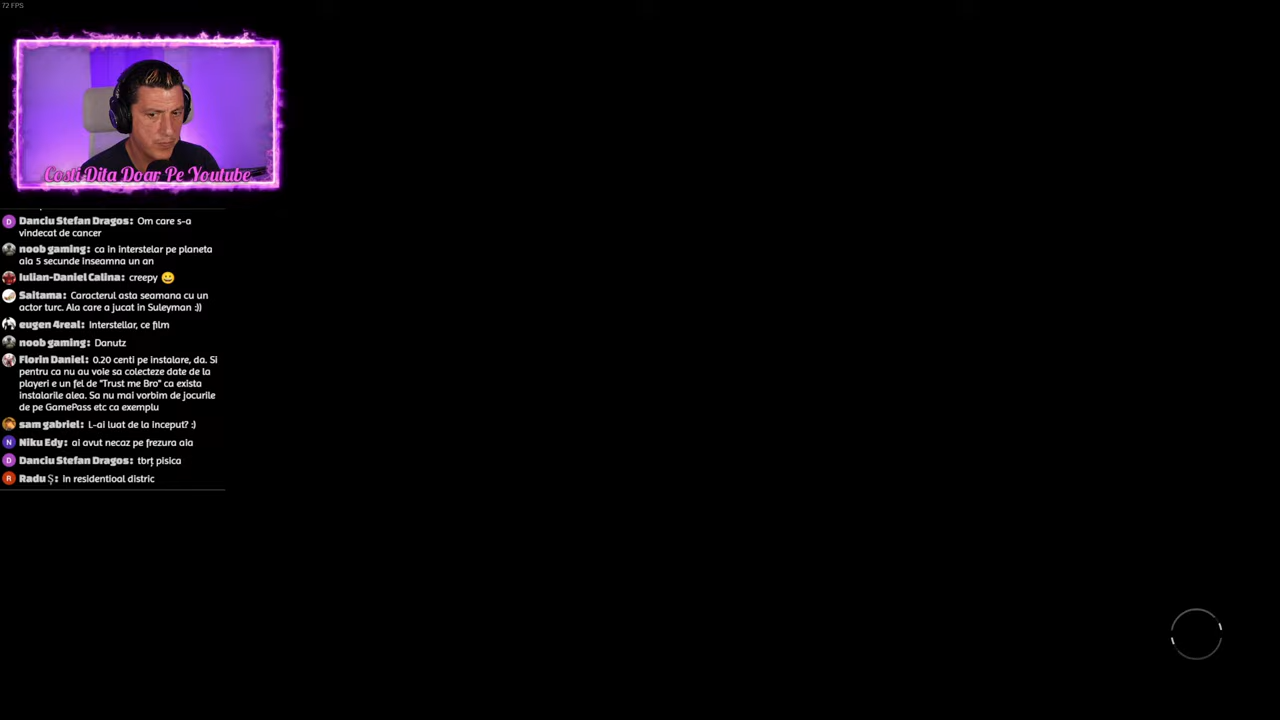 72 FPS
Costi Dita Doar Pe Youtube
Danciu Stefan Dragos: Om care s-a
vindecat de cancer
noob gaming: ca in interstelar pe planeta
aia 5 secunde inseamna un an
Iulian-Daniel Calina: creepy 😀
Saitama: Caracterul asta seamana cu un
actor turc. Ala care a jucat in Suleyman :))
eugen 4real: Interstellar, ce film
noob gaming: Danutz
Florin Daniel: 0.20 centi pe instalare, da. Si
pentru ca nu au voie sa colecteze date de la
playeri e un fel de "Trust me Bro" ca exista
instalarile alea. Sa nu mai vorbim de jocurile
de pe GamePass etc ca exemplu
sam gabriel: L-ai luat de la inceput? :)
N Niku Edy: ai avut necaz pe frezura aia
D Danciu Stefan Dragos: tbrț pisica
R Radu Ș: In residentioal distric